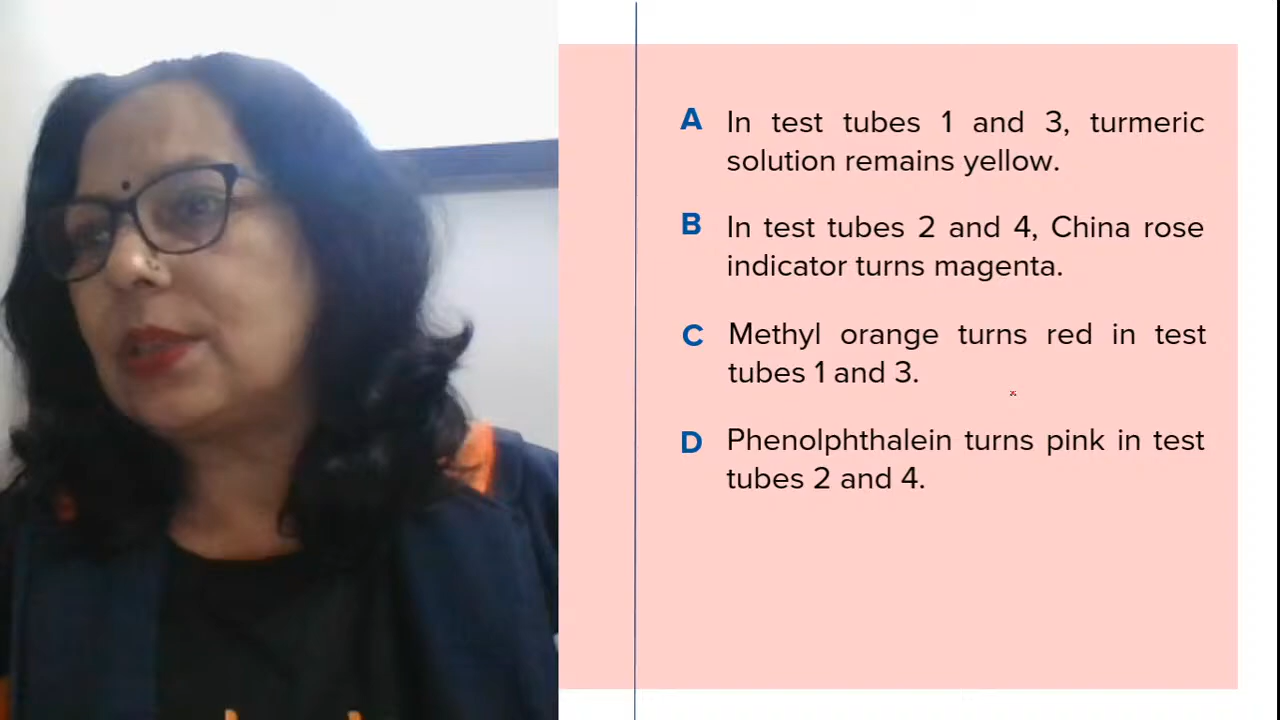 A In test tubes 1 and 3, turmeric
solution remains yellow.
B In test tubes 2 and 4, China rose
indicator turns magenta.
C Methyl orange turns red in test
tubes 1 and 3.
D Phenolphthalein turns pink in test
tubes 2 and 4.